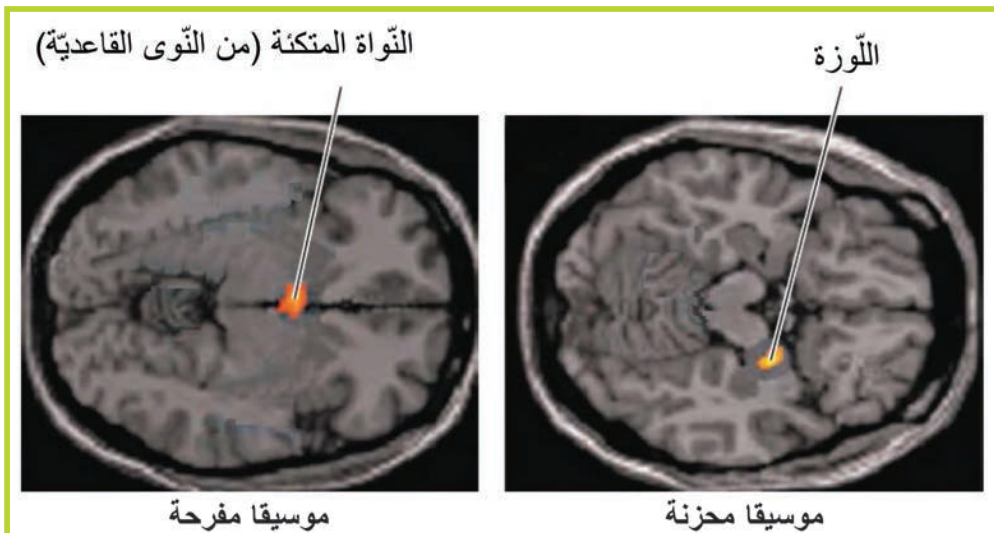 اللّوزة
النّواة المتكئة (من النّوى القاعديّة)
موسيقا محزنة
موسيقا مفرحة